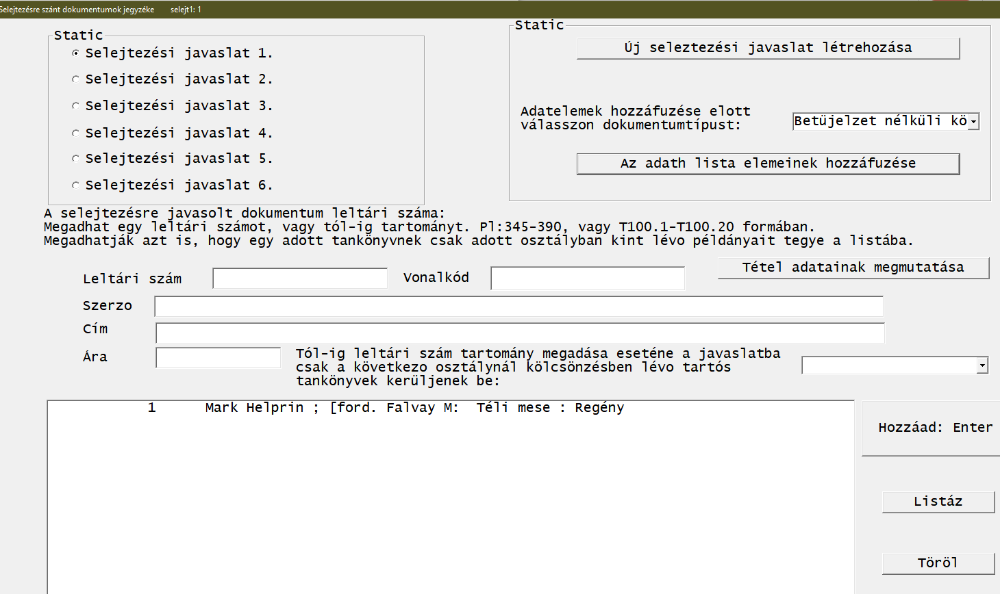 Selejtezésre szánt dokumentumok jegyzéke selejt1: 1
Static
Selejtezési javaslat 1.
Selejtezési javaslat 2.
Selejtezési javaslat 3.
Selejtezési javaslat 4.
Selejtezési javaslat 5.
Selejtezési javaslat 6.
Static
Új seleztezési javaslat létrehozása
Adatelemek hozzáfuzése elott
válasszon dokumentumtípust:
Betüjelzet nélküli kö
Az adath lista elemeinek hozzáfuzése
A selejtezésre javasolt dokumentum leltári száma:
Megadhat egy leltári számot, vagy tól-ig tartományt. Pl:345-390, vagy T100.1-T100.20 formában.
Megadhatják azt is, hogy egy adott tankönyvnek csak adott osztályban kint lévo példányait tegye a listába.
Leltári szám
Vonalkód
Tétel adatainak megmutatása
Szerzo
Cím
Ára
Tól-ig leltári szám tartomány megadása eseténe a javaslatba
csak a következo osztálynál kölcsönzésben lévo tartós
tankönyvek kerüljenek be:
1 Mark Helprin ; [ford. Falvay M: Téli mese : Regény
Hozzáad: Enter
Listáz
Töröl